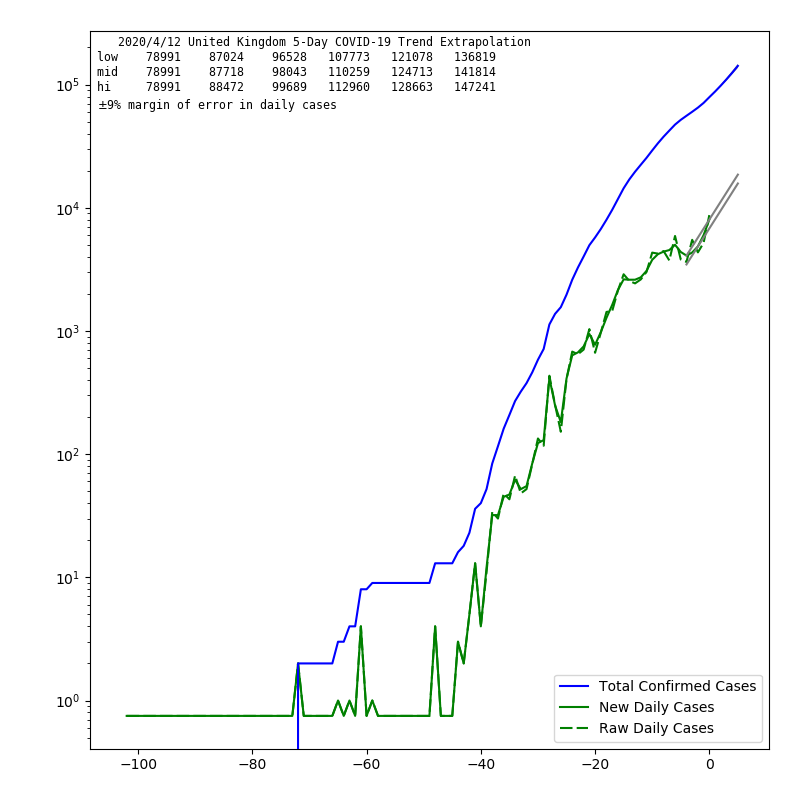 2020/4/12 United Kingdom 5-Day COVID-19 Trend Extrapolation
low 78991 87024 96528 107773 121078 136819
mid 78991 87718 98043 110259 124713 141814
hi 78991 88472 99689 112960 128663 147241
±9% margin of error in daily cases
10⁵
10⁴
10³
10²
10¹
10⁰
Total Confirmed Cases
New Daily Cases
Raw Daily Cases
−100 −80 −60 −40 −20 0